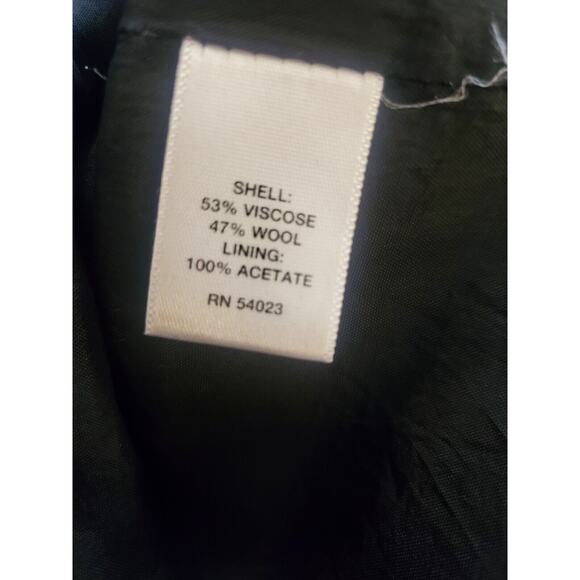 SHELL:
53% VISCOSE
47% WOOL
LINING:
100% ACETATE
RN 54023